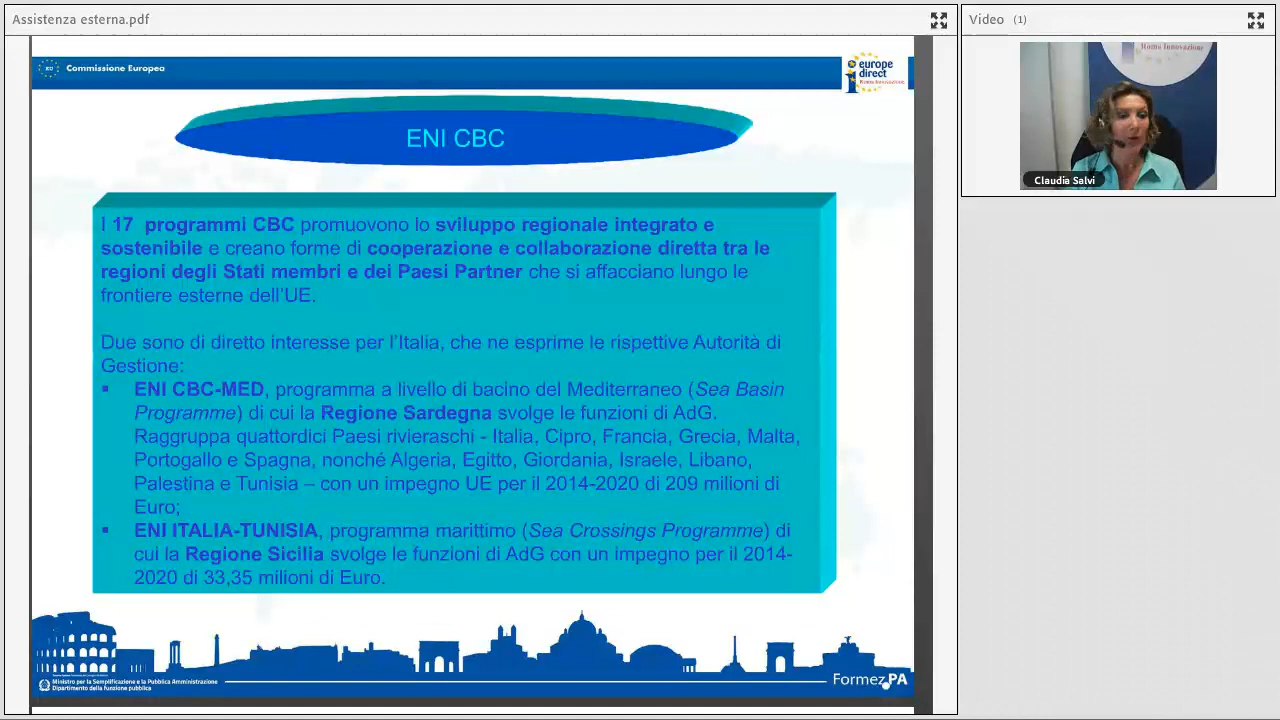 Assistenza esterna.pdf
Video (1)
Commissione Europea
europe
direct
Roma Innovazione
Roma Innovazione
Claudia Salvi
ENI CBC
I 17 programmi CBC promuovono lo sviluppo regionale integrato e
sostenibile e creano forme di cooperazione e collaborazione diretta tra le
regioni degli Stati membri e dei Paesi Partner che si affacciano lungo le
frontiere esterne dell'UE.
Due sono di diretto interesse per l'Italia, che ne esprime le rispettive Autorità di
Gestione:
▪ ENI CBC-MED, programma a livello di bacino del Mediterraneo (Sea Basin
Programme) di cui la Regione Sardegna svolge le funzioni di AdG.
Raggruppa quattordici Paesi rivieraschi - Italia, Cipro, Francia, Grecia, Malta,
Portogallo e Spagna, nonché Algeria, Egitto, Giordania, Israele, Libano,
Palestina e Tunisia – con un impegno UE per il 2014-2020 di 209 milioni di
Euro;
▪ ENI ITALIA-TUNISIA, programma marittimo (Sea Crossings Programme) di
cui la Regione Sicilia svolge le funzioni di AdG con un impegno per il 2014-
2020 di 33,35 milioni di Euro.
Ministro per la Semplificazione e la Pubblica Amministrazione
Dipartimento della funzione pubblica
Formez PA